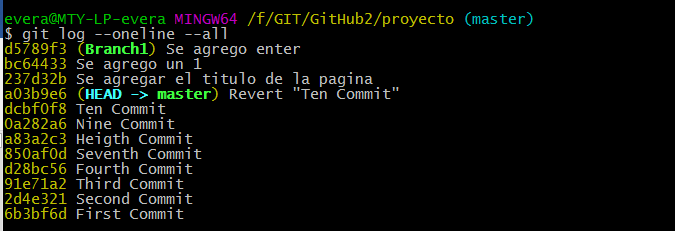 evera@MTY-LP-evera MINGW64 /f/GIT/GitHub2/proyecto (master)
$ git log --oneline --all
d5789f3 (Branch1) Se agrego enter
bc64433 Se agrego un 1
237d32b Se agregar el titulo de la pagina
a03b9e6 (HEAD -> master) Revert "Ten Commit"
dcbf0f8 Ten Commit
0a282a6 Nine Commit
a83a2c3 Heigth Commit
850af0d Seventh Commit
d28bc56 Fourth Commit
91e71a2 Third Commit
2d4e321 Second Commit
6b3bf6d First Commit